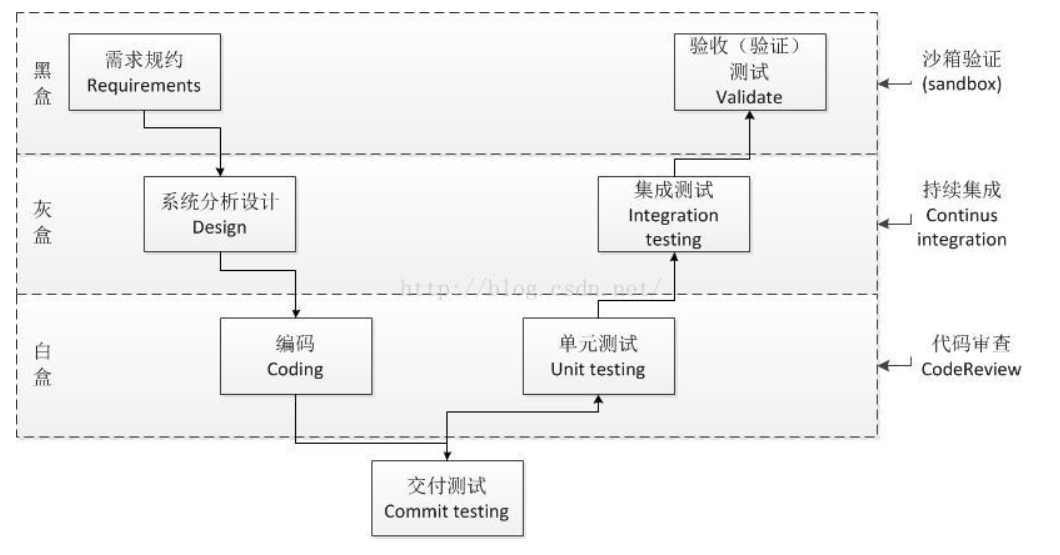 黑
盒
需求规约
Requirements
验收（验证）
测试
Validate
沙箱验证
(sandbox)
灰
盒
系统分析设计
Design
集成测试
Integration
testing
持续集成
Continus
integration
http://blog.csdn.net/
白
盒
编码
Coding
单元测试
Unit testing
代码审查
CodeReview
交付测试
Commit testing